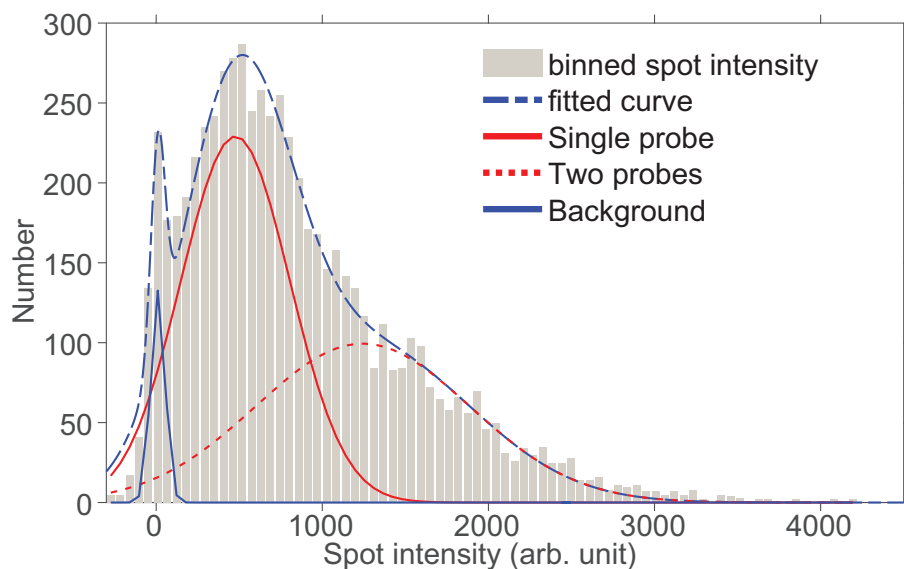 300
250
200
150
100
50
0
Number
binned spot intensity
fitted curve
Single probe
Two probes
Background
0 1000 2000 3000 4000
Spot intensity (arb. unit)